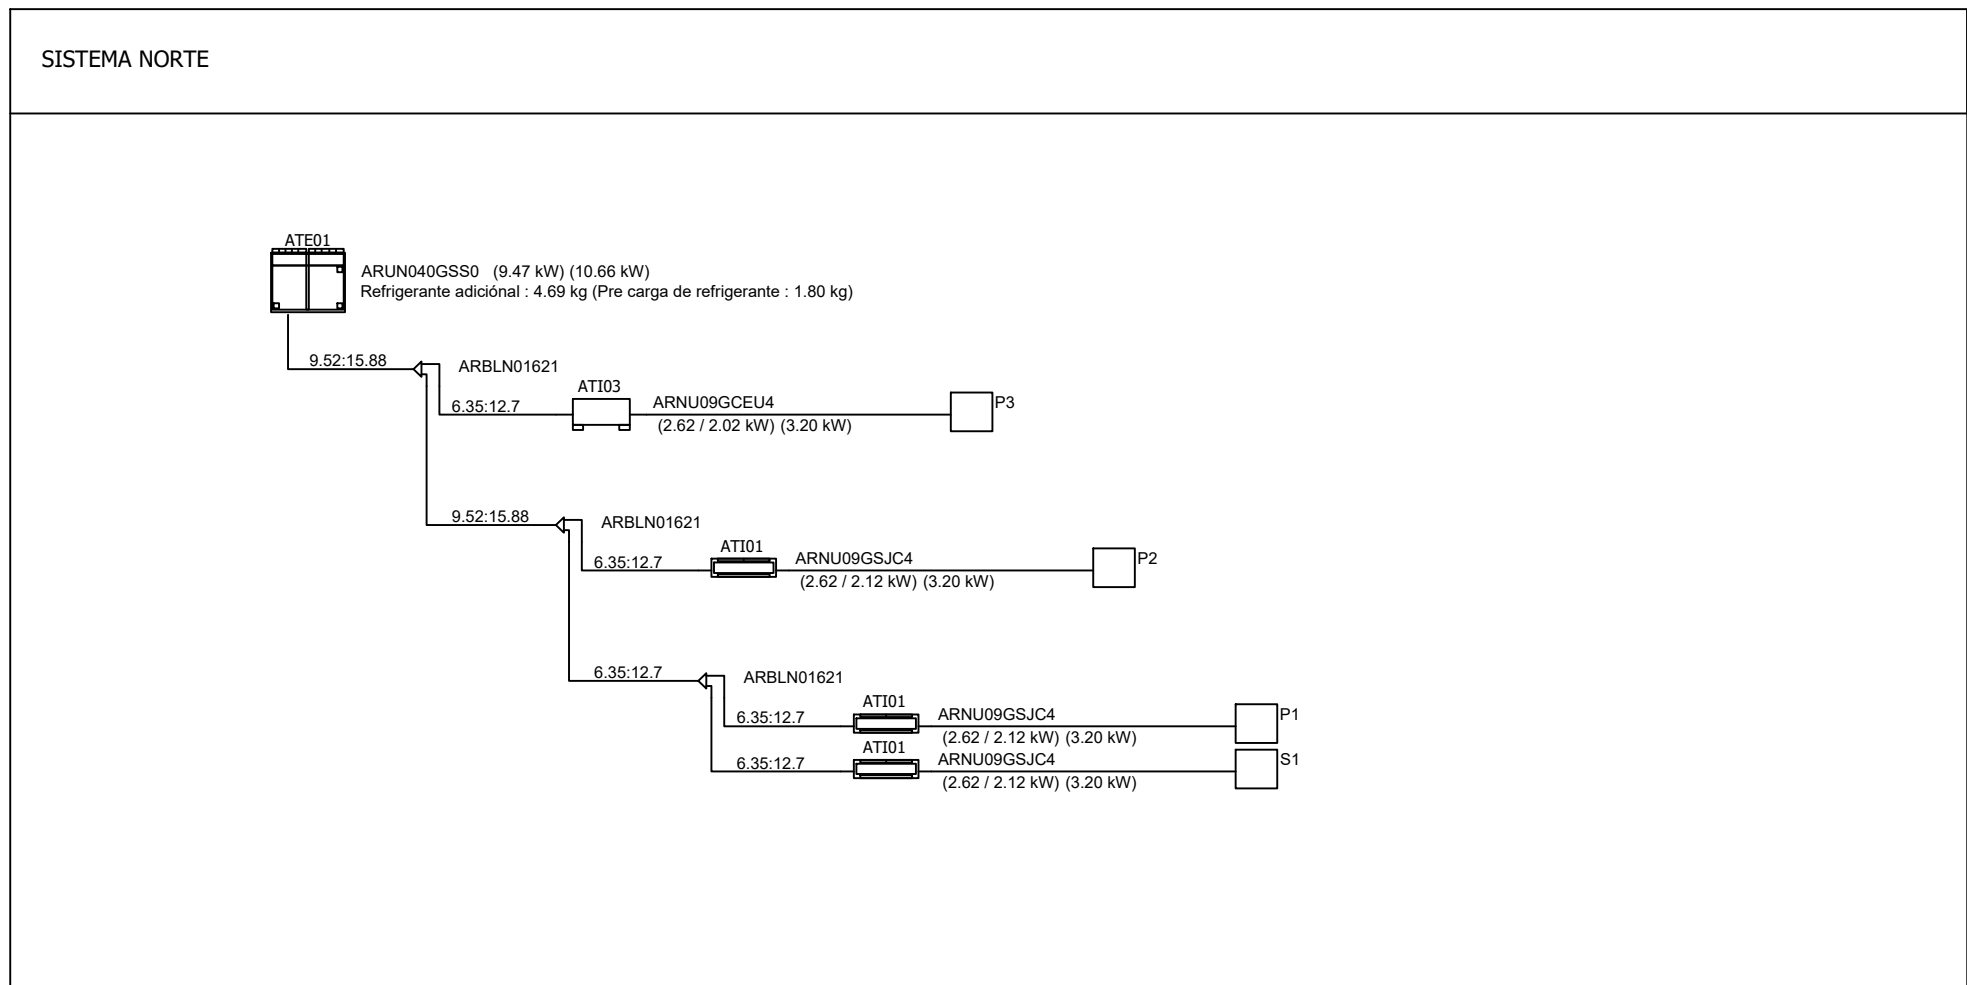 SISTEMA NORTE
ATE01
ARUN040GSS0 (9.47 kW) (10.66 kW)
Refrigerante adiciónal : 4.69 kg (Pre carga de refrigerante : 1.80 kg)
9.52:15.88
ARBLN01621
6.35:12.7
ATI03
ARNU09GCEU4
(2.62 / 2.02 kW) (3.20 kW)
P3
9.52:15.88
ARBLN01621
6.35:12.7
ATI01
ARNU09GSJC4
(2.62 / 2.12 kW) (3.20 kW)
P2
6.35:12.7
ARBLN01621
6.35:12.7
ATI01
ARNU09GSJC4
(2.62 / 2.12 kW) (3.20 kW)
P1
6.35:12.7
ATI01
ARNU09GSJC4
(2.62 / 2.12 kW) (3.20 kW)
S1